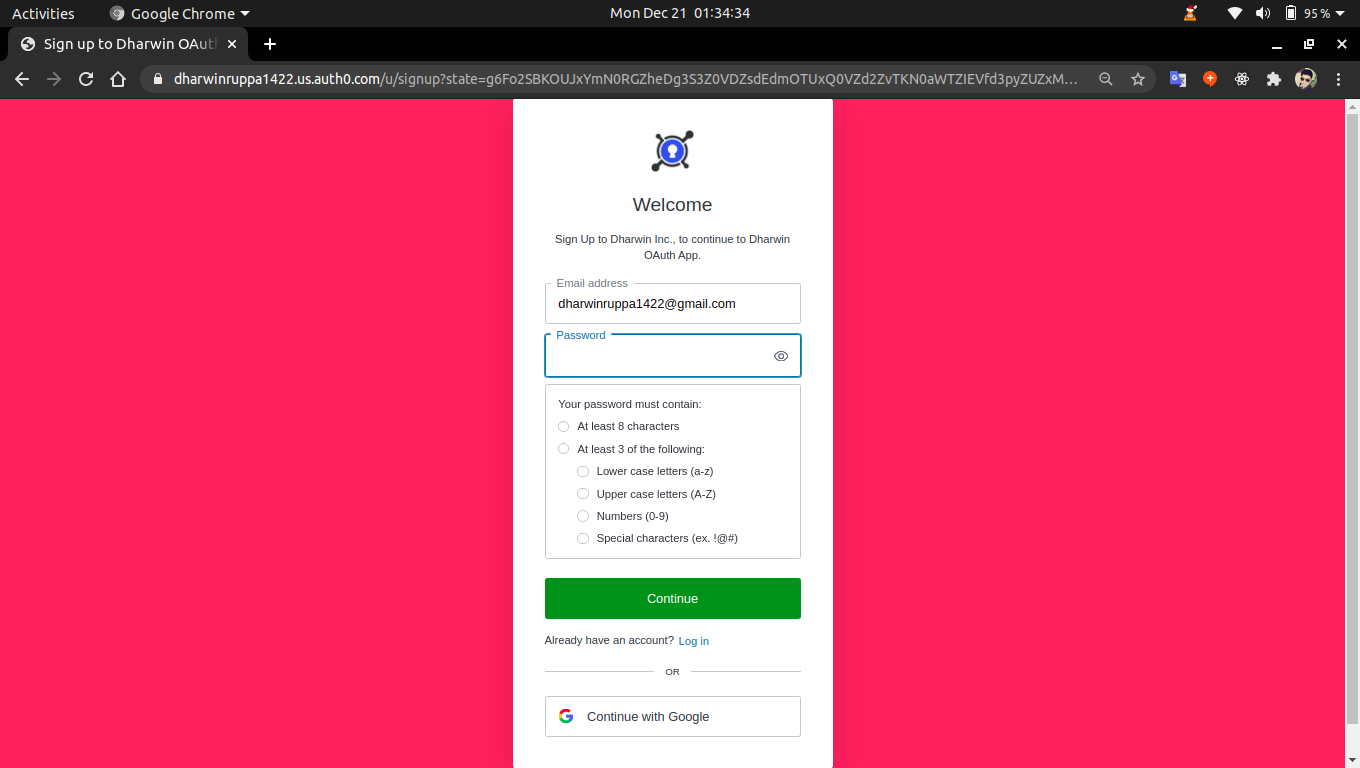 Activities
Google Chrome
Mon Dec 21 01:34:34
95 %
Sign up to Dharwin OAuth
dharwinruppa1422.us.auth0.com/u/signup?state=g6Fo2SBKOUJxYmN0RGZheDg3S3Z0VDZsdEdmOTUxQ0VZd2ZvTKN0aWTZIEVfd3pyZUZxM...
Welcome
Sign Up to Dharwin Inc., to continue to Dharwin
OAuth App.
Email address
dharwinruppa1422@gmail.com
Password
Your password must contain:
At least 8 characters
At least 3 of the following:
Lower case letters (a-z)
Upper case letters (A-Z)
Numbers (0-9)
Special characters (ex. !@#)
Continue
Already have an account? Log in
OR
Continue with Google